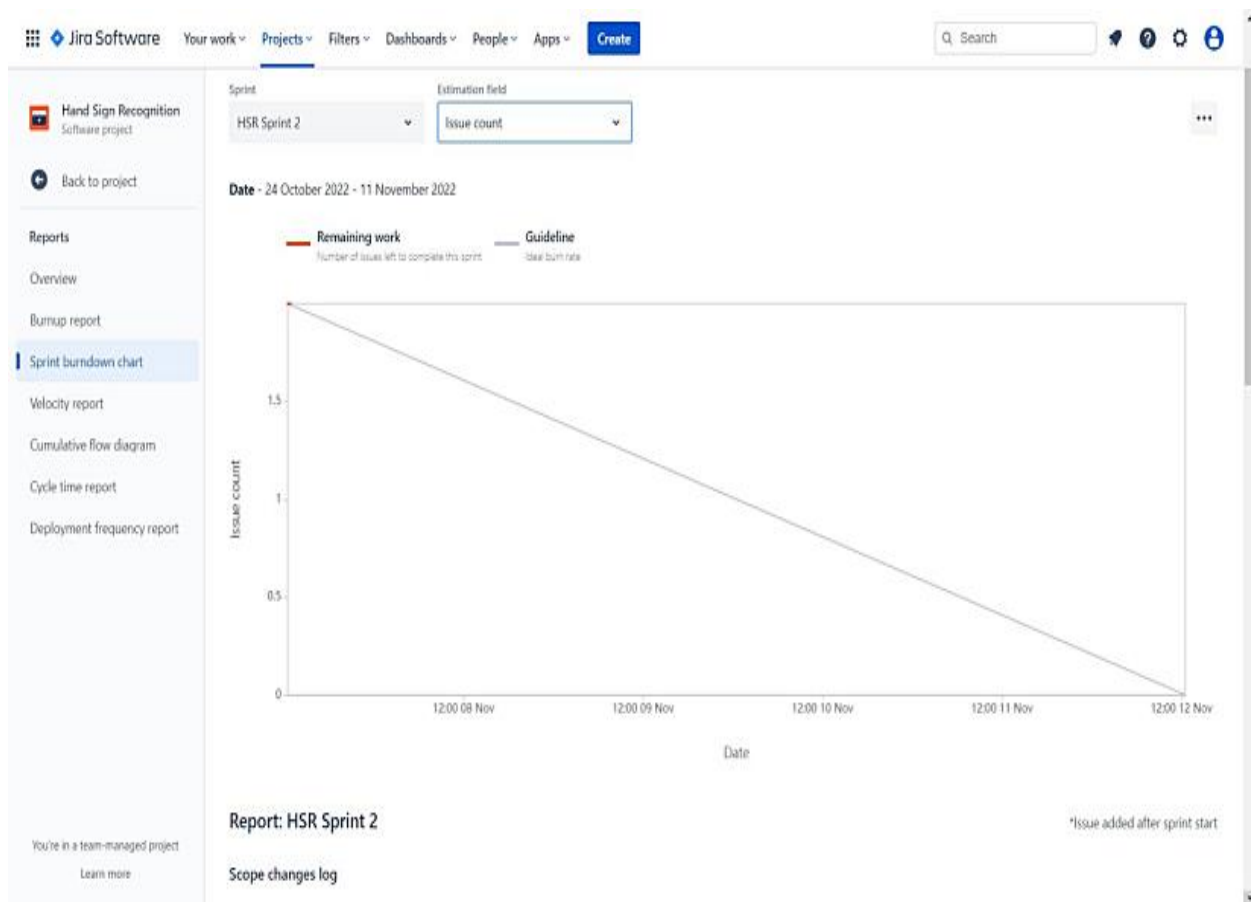 Jira Software Your work Projects Filters Dashboards People Apps Create Search
Hand Sign Recognition
Software project
Back to project
Reports
Overview
Burnup report
Sprint burndown chart
Velocity report
Cumulative flow diagram
Cycle time report
Deployment frequency report
You're in a team-managed project
Learn more
Sprint Estimation field
HSR Sprint 2 Issue count
Date - 24 October 2022 - 11 November 2022
Remaining work Guideline
Number of issues left to complete this sprint Ideal burn rate
1.5
1
0.5
0
Issue count
12:00 08 Nov 12:00 09 Nov 12:00 10 Nov 12:00 11 Nov 12:00 12 Nov
Date
Report: HSR Sprint 2
*Issue added after sprint start
Scope changes log